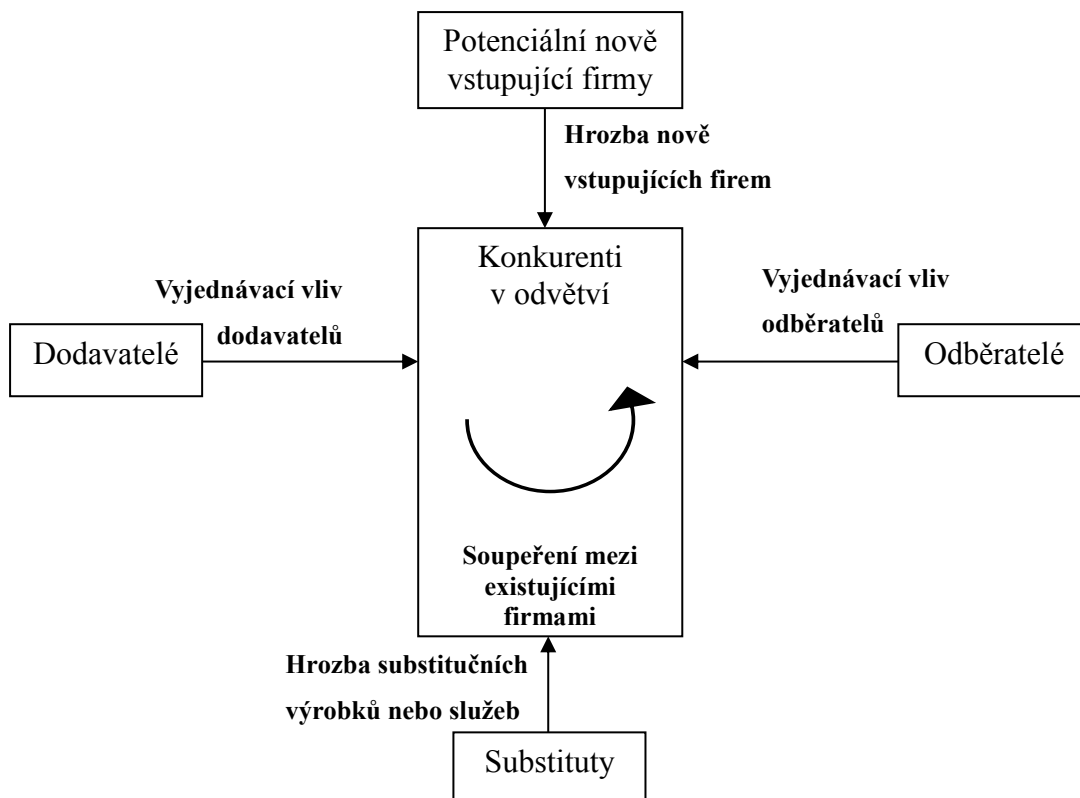 Potenciální nově
vstupující firmy
Hrozba nově
vstupujících firem
Konkurenti
v odvětví
Vyjednávací vliv
dodavatelů
Dodavatelé
Vyjednávací vliv
odběratelů
Odběratelé
Soupeření mezi
existujícími
firmami
Hrozba substitučních
výrobků nebo služeb
Substituty